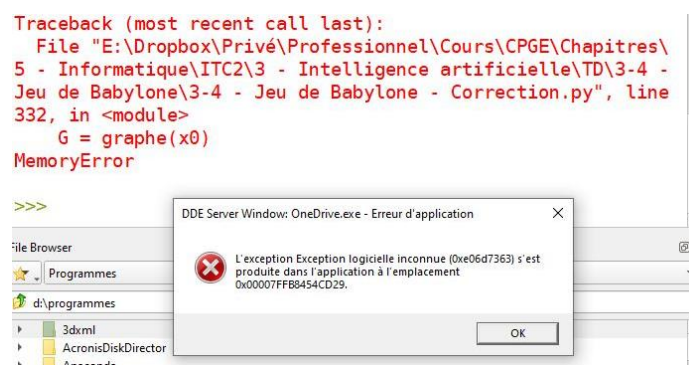 Traceback (most recent call last):
  File "E:\Dropbox\Privé\Professionnel\Cours\CPGE\Chapitres\
5 - Informatique\ITC2\3 - Intelligence artificielle\TD\3-4 -
Jeu de Babylone\3-4 - Jeu de Babylone - Correction.py", line
332, in <module>
    G = graphe(x0)
MemoryError
>>>
DDE Server Window: OneDrive.exe - Erreur d'application
L'exception Exception logicielle inconnue (0xe06d7363) s'est
produite dans l'application à l'emplacement
0x00007FFB8454CD29.
OK
File Browser
Programmes
d:\programmes
3dxml
AcronisDiskDirector